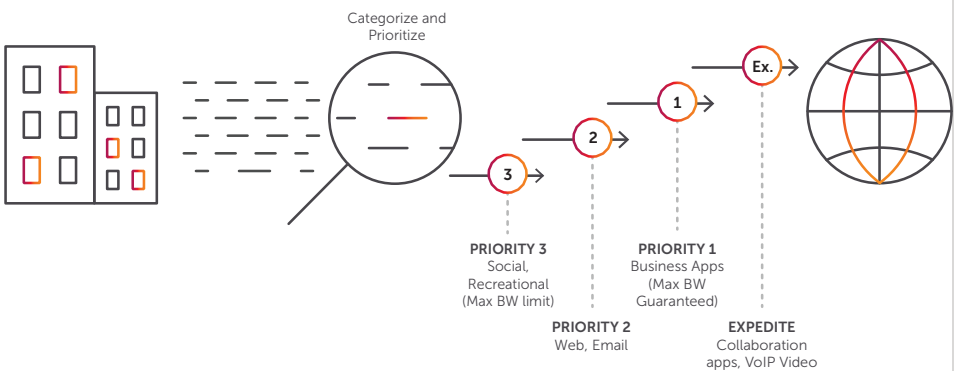 Categorize and
Prioritize
Ex.
1
2
3
PRIORITY 3
Social,
Recreational
(Max BW limit)
PRIORITY 1
Business Apps
(Max BW
Guaranteed)
PRIORITY 2
Web, Email
EXPEDITE
Collaboration
apps, VoIP Video